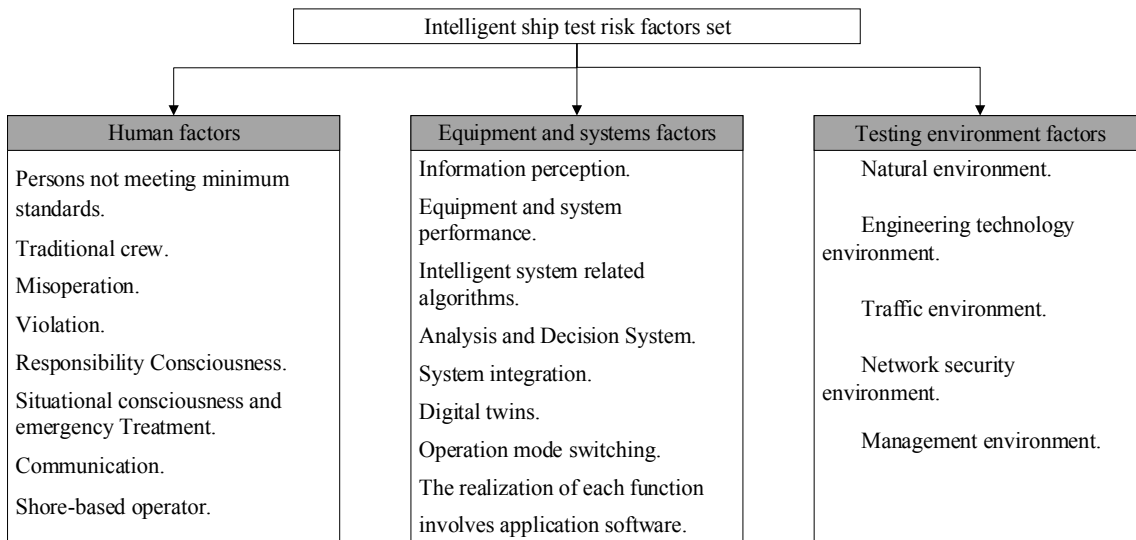 Intelligent ship test risk factors set
Human factors
Persons not meeting minimum
standards.
Traditional crew.
Misoperation.
Violation.
Responsibility Consciousness.
Situational consciousness and
emergency Treatment.
Communication.
Shore-based operator.
Equipment and systems factors
Information perception.
Equipment and system
performance.
Intelligent system related
algorithms.
Analysis and Decision System.
System integration.
Digital twins.
Operation mode switching.
The realization of each function
involves application software.
Testing environment factors
Natural environment.
Engineering technology
environment.
Traffic environment.
Network security
environment.
Management environment.